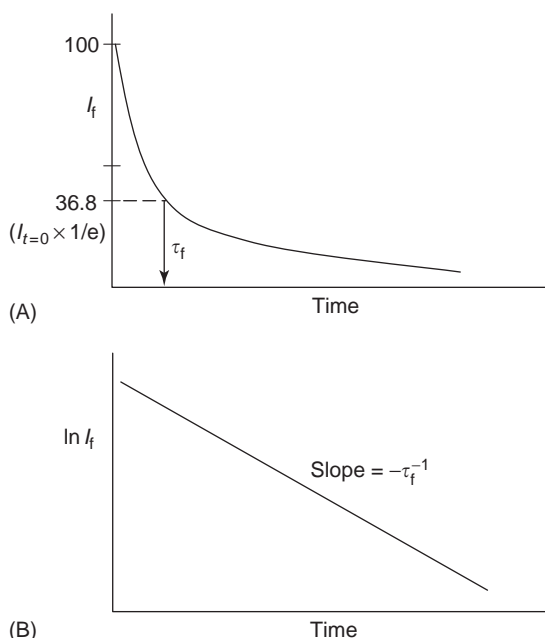 100
I_f
36.8
(I_{t=0} × 1/e)
τ_f
(A)
Time
ln I_f
Slope = −τ_f^{−1}
(B)
Time